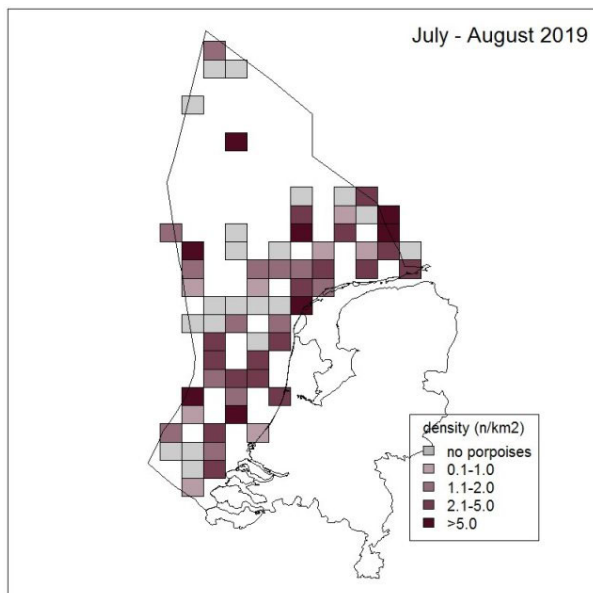 July - August 2019
density (n/km2)
no porpoises
0.1-1.0
1.1-2.0
2.1-5.0
>5.0